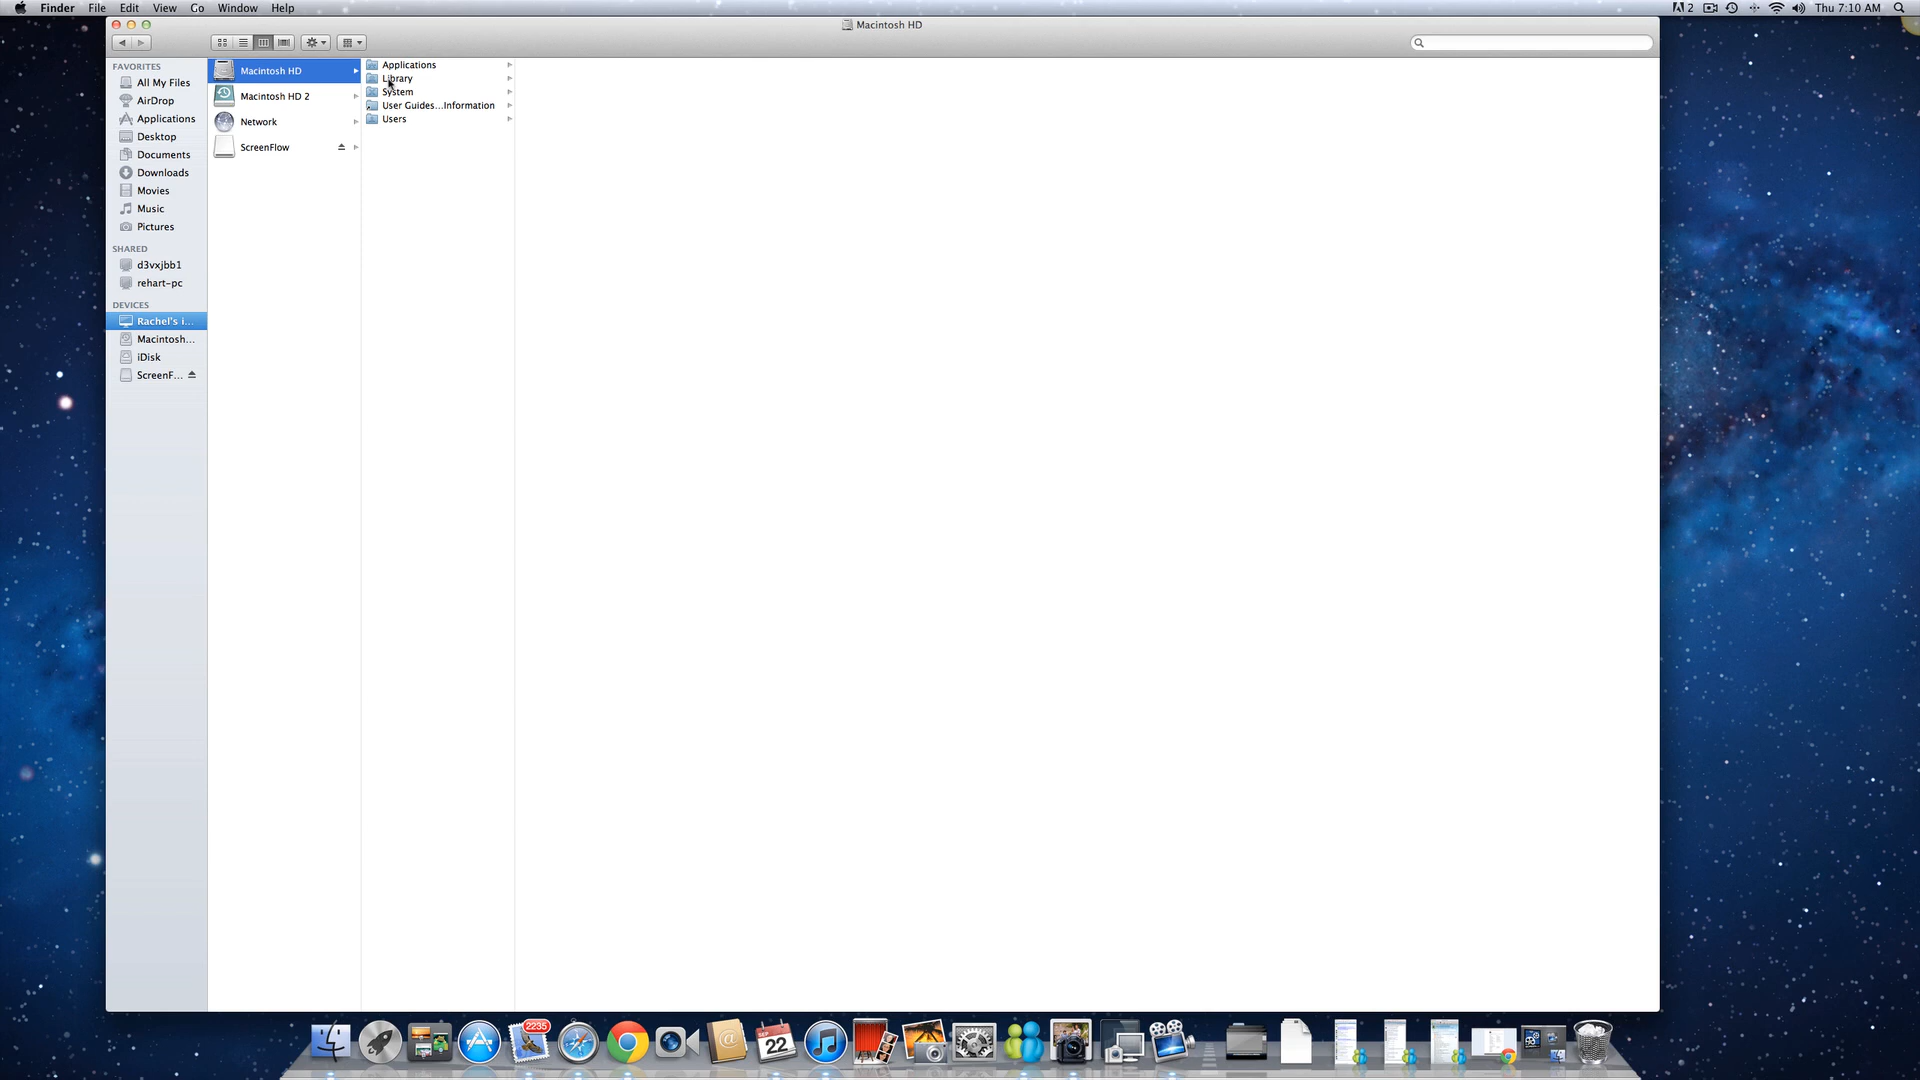 Finder File Edit View Go Window Help
2 Thu 7:10 AM
Macintosh HD
FAVORITES
All My Files
AirDrop
Applications
Desktop
Documents
Downloads
Movies
Music
Pictures
SHARED
d3vxjbb1
rehart-pc
DEVICES
Rachel's i...
Macintosh...
iDisk
ScreenF...
Macintosh HD
Macintosh HD 2
Network
ScreenFlow
Applications
Library
System
User Guides...Information
Users
2235
SEP
22